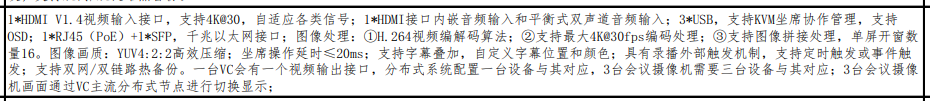 1*HDMI V1.4视频输入接口，支持4K@30，自适应各类信号；1*HDMI接口内嵌音频输入和平衡式双声道音频输入；3*USB，支持KVM坐席协作管理，支持
OSD；1*RJ45（PoE）+1*SFP，千兆以太网接口；图像处理：①H.264视频编解码算法；②支持最大4K@30fps编码处理；③支持图像拼接处理，单屏开窗数
量16。图像画质：YUV4:2:2高效压缩；坐席操作延时≤20ms；支持字幕叠加，自定义字幕位置和颜色；具有录播外部触发机制，支持定时触发或事件触
发；支持双网/双链路热备份。一台VC会有一个视频输出接口，分布式系统配置一台设备与其对应，3台会议摄像机需要三台设备与其对应；3台会议摄像
机画面通过VC主流分布式节点进行切换显示；